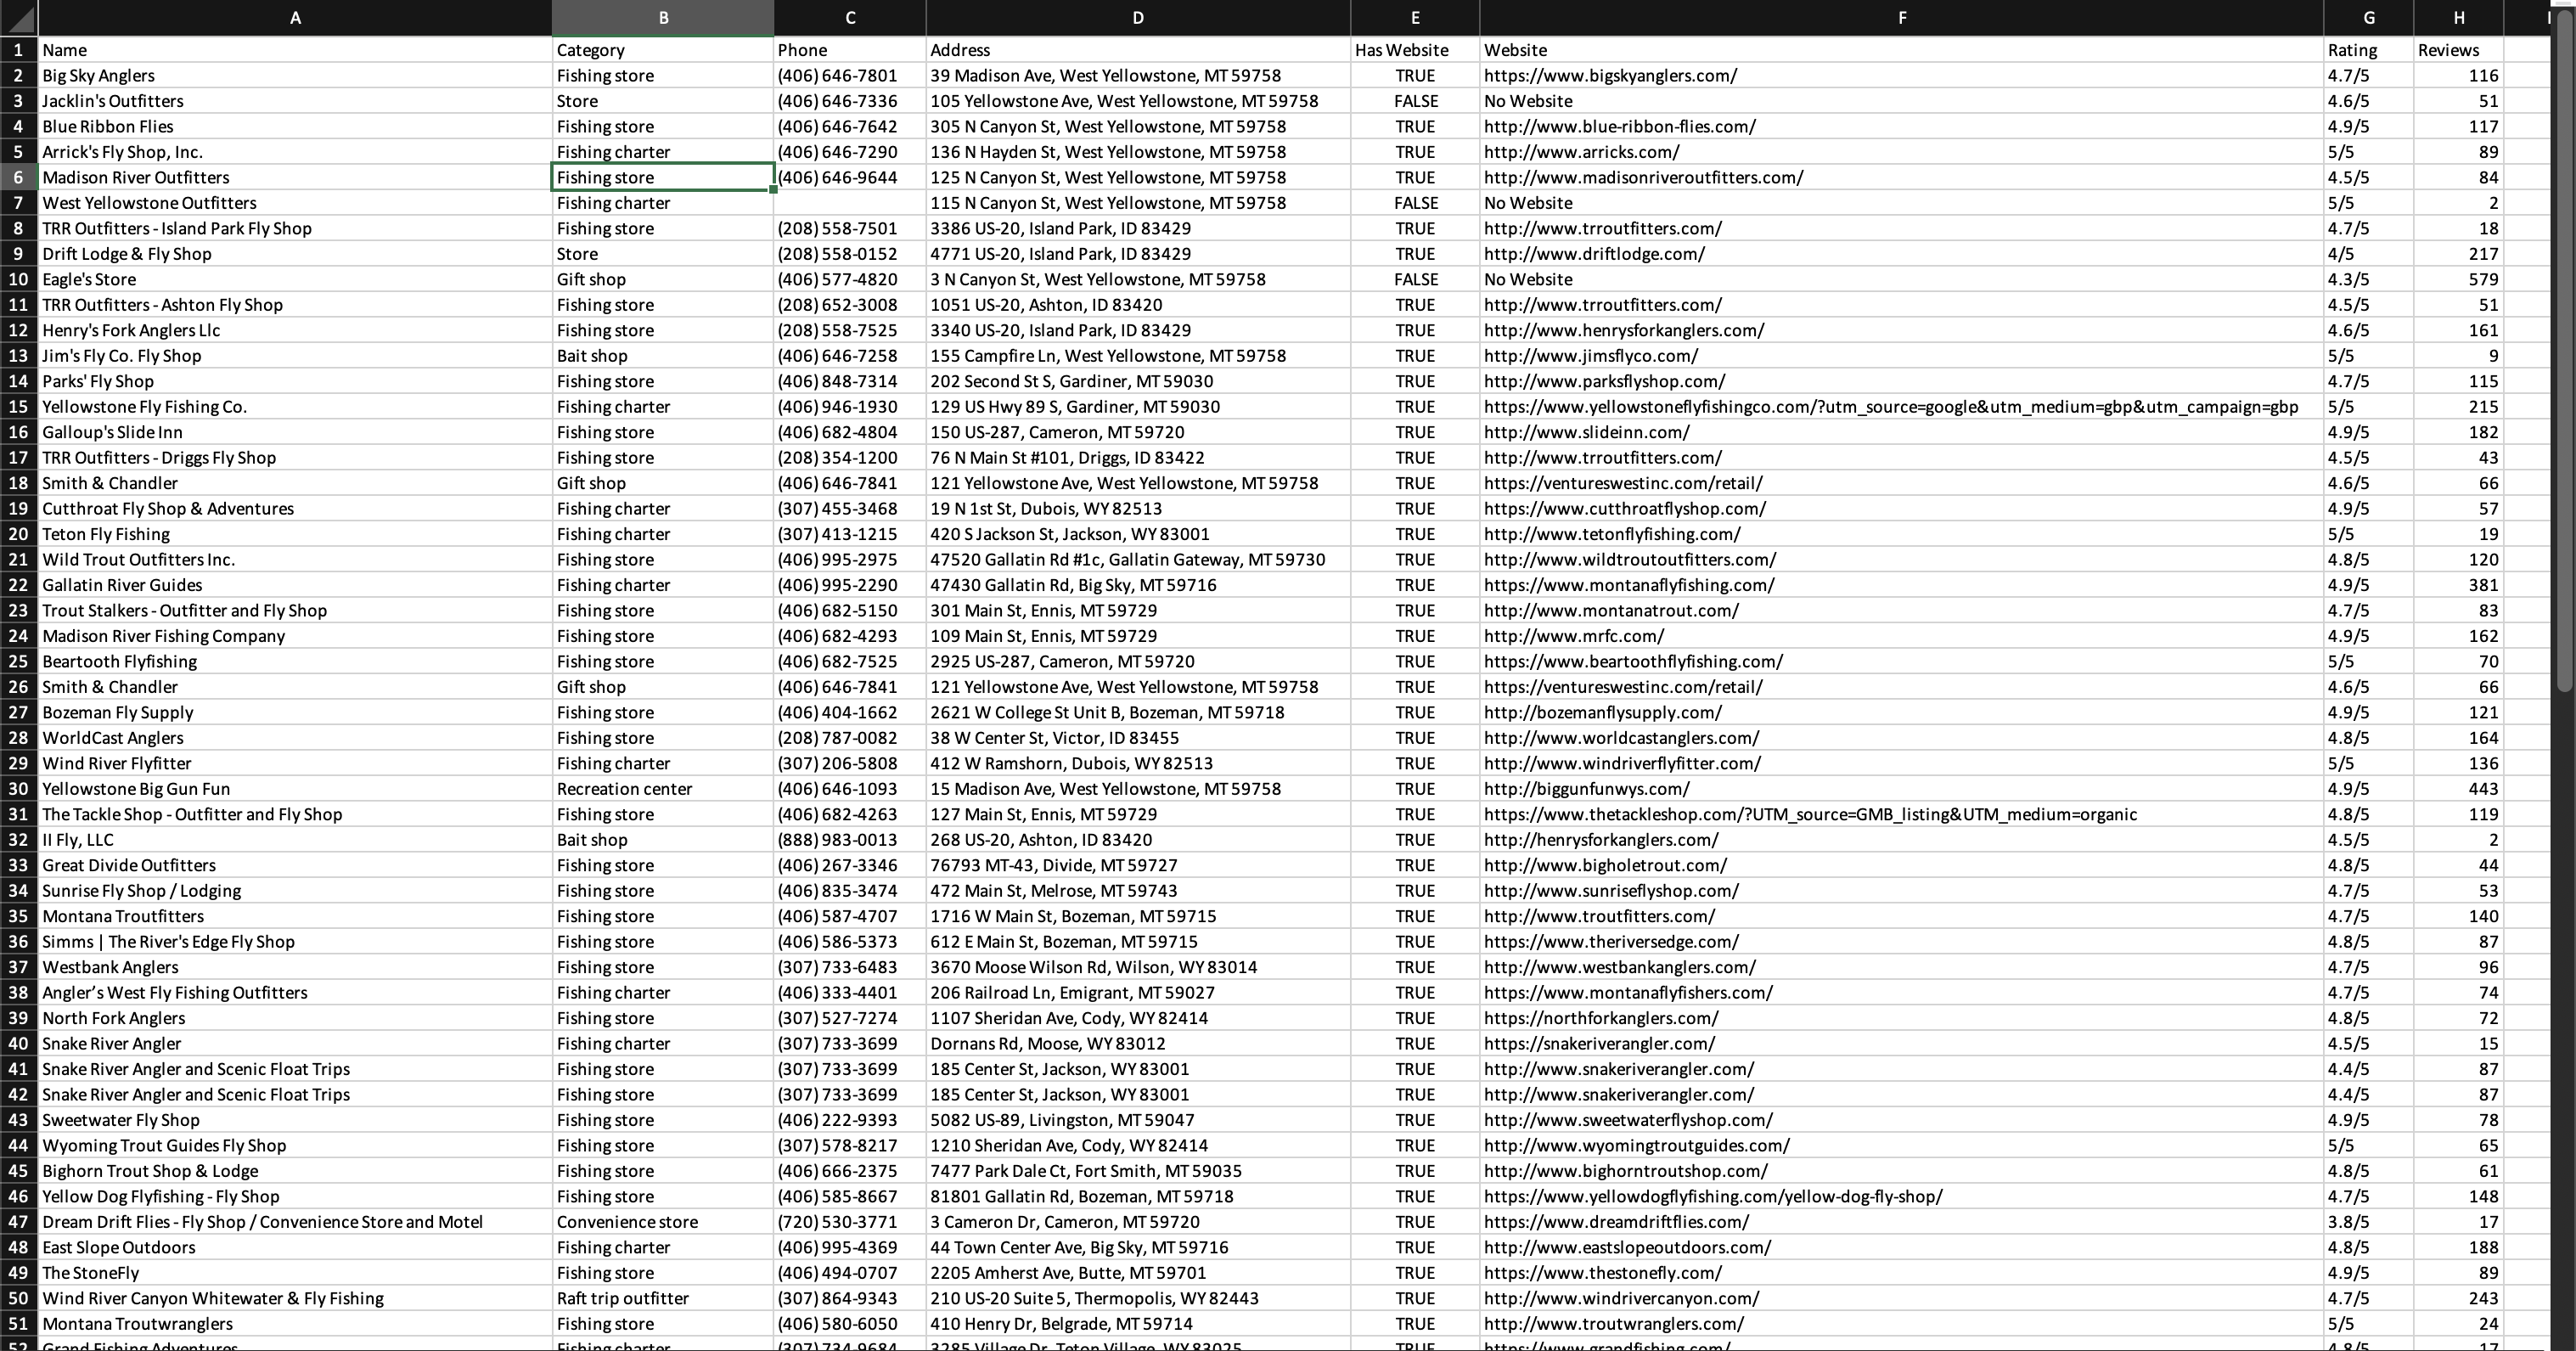 A B C D E F G H
1 Name Category Phone Address Has Website Website Rating Reviews
2 Big Sky Anglers Fishing store (406) 646-7801 39 Madison Ave, West Yellowstone, MT 59758 TRUE https://www.bigskyanglers.com/ 4.7/5 116
3 Jacklin's Outfitters Store (406) 646-7336 105 Yellowstone Ave, West Yellowstone, MT 59758 FALSE No Website 4.6/5 51
4 Blue Ribbon Flies Fishing store (406) 646-7642 305 N Canyon St, West Yellowstone, MT 59758 TRUE http://www.blue-ribbon-flies.com/ 4.9/5 117
5 Arrick's Fly Shop, Inc. Fishing charter (406) 646-7290 136 N Hayden St, West Yellowstone, MT 59758 TRUE http://www.arricks.com/ 5/5 89
6 Madison River Outfitters Fishing store (406) 646-9644 125 N Canyon St, West Yellowstone, MT 59758 TRUE http://www.madisonriveroutfitters.com/ 4.5/5 84
7 West Yellowstone Outfitters Fishing charter 115 N Canyon St, West Yellowstone, MT 59758 FALSE No Website 5/5 2
8 TRR Outfitters - Island Park Fly Shop Fishing store (208) 558-7501 3386 US-20, Island Park, ID 83429 TRUE http://www.trroutfitters.com/ 4.7/5 18
9 Drift Lodge & Fly Shop Store (208) 558-0152 4771 US-20, Island Park, ID 83429 TRUE http://www.driftlodge.com/ 4/5 217
10 Eagle's Store Gift shop (406) 577-4820 3 N Canyon St, West Yellowstone, MT 59758 FALSE No Website 4.3/5 579
11 TRR Outfitters - Ashton Fly Shop Fishing store (208) 652-3008 1051 US-20, Ashton, ID 83420 TRUE http://www.trroutfitters.com/ 4.5/5 51
12 Henry's Fork Anglers Llc Fishing store (208) 558-7525 3340 US-20, Island Park, ID 83429 TRUE http://www.henrysforkanglers.com/ 4.6/5 161
13 Jim's Fly Co. Fly Shop Bait shop (406) 646-7258 155 Campfire Ln, West Yellowstone, MT 59758 TRUE http://www.jimsflyco.com/ 5/5 9
14 Parks' Fly Shop Fishing store (406) 848-7314 202 Second St S, Gardiner, MT 59030 TRUE http://www.parksflyshop.com/ 4.7/5 115
15 Yellowstone Fly Fishing Co. Fishing charter (406) 946-1930 129 US Hwy 89 S, Gardiner, MT 59030 TRUE https://www.yellowstoneflyfishingco.com/?utm_source=google&utm_medium=gbp&utm_campaign=gbp 5/5 215
16 Galloup's Slide Inn Fishing store (406) 682-4804 150 US-287, Cameron, MT 59720 TRUE http://www.slideinn.com/ 4.9/5 182
17 TRR Outfitters - Driggs Fly Shop Fishing store (208) 354-1200 76 N Main St #101, Driggs, ID 83422 TRUE http://www.trroutfitters.com/ 4.5/5 43
18 Smith & Chandler Gift shop (406) 646-7841 121 Yellowstone Ave, West Yellowstone, MT 59758 TRUE https://ventureswestinc.com/retail/ 4.6/5 66
19 Cutthroat Fly Shop & Adventures Fishing charter (307) 455-3468 19 N 1st St, Dubois, WY 82513 TRUE https://www.cutthroatflyshop.com/ 4.9/5 57
20 Teton Fly Fishing Fishing charter (307) 413-1215 420 S Jackson St, Jackson, WY 83001 TRUE http://www.tetonflyfishing.com/ 5/5 19
21 Wild Trout Outfitters Inc. Fishing store (406) 995-2975 47520 Gallatin Rd #1c, Gallatin Gateway, MT 59730 TRUE http://www.wildtroutoutfitters.com/ 4.8/5 120
22 Gallatin River Guides Fishing charter (406) 995-2290 47430 Gallatin Rd, Big Sky, MT 59716 TRUE https://www.montanaflyfishing.com/ 4.9/5 381
23 Trout Stalkers - Outfitter and Fly Shop Fishing store (406) 682-5150 301 Main St, Ennis, MT 59729 TRUE http://www.montanatrout.com/ 4.7/5 83
24 Madison River Fishing Company Fishing store (406) 682-4293 109 Main St, Ennis, MT 59729 TRUE http://www.mrfc.com/ 4.9/5 162
25 Beartooth Flyfishing Fishing store (406) 682-7525 2925 US-287, Cameron, MT 59720 TRUE https://www.beartoothflyfishing.com/ 5/5 70
26 Smith & Chandler Gift shop (406) 646-7841 121 Yellowstone Ave, West Yellowstone, MT 59758 TRUE https://ventureswestinc.com/retail/ 4.6/5 66
27 Bozeman Fly Supply Fishing store (406) 404-1662 2621 W College St Unit B, Bozeman, MT 59718 TRUE http://bozemanflysupply.com/ 4.9/5 121
28 WorldCast Anglers Fishing store (208) 787-0082 38 W Center St, Victor, ID 83455 TRUE http://www.worldcastanglers.com/ 4.8/5 164
29 Wind River Flyfitter Fishing charter (307) 206-5808 412 W Ramshorn, Dubois, WY 82513 TRUE http://www.windriverflyfitter.com/ 5/5 136
30 Yellowstone Big Gun Fun Recreation center (406) 646-1093 15 Madison Ave, West Yellowstone, MT 59758 TRUE http://biggunfunwys.com/ 4.9/5 443
31 The Tackle Shop - Outfitter and Fly Shop Fishing store (406) 682-4263 127 Main St, Ennis, MT 59729 TRUE https://www.thetackleshop.com/?UTM_source=GMB_listing&UTM_medium=organic 4.8/5 119
32 II Fly, LLC Bait shop (888) 983-0013 268 US-20, Ashton, ID 83420 TRUE http://henrysforkanglers.com/ 4.5/5 2
33 Great Divide Outfitters Fishing store (406) 267-3346 76793 MT-43, Divide, MT 59727 TRUE http://www.bigholetrout.com/ 4.8/5 44
34 Sunrise Fly Shop / Lodging Fishing store (406) 835-3474 472 Main St, Melrose, MT 59743 TRUE http://www.sunriseflyshop.com/ 4.7/5 53
35 Montana Troutfitters Fishing store (406) 587-4707 1716 W Main St, Bozeman, MT 59715 TRUE http://www.troutfitters.com/ 4.7/5 140
36 Simms | The River's Edge Fly Shop Fishing store (406) 586-5373 612 E Main St, Bozeman, MT 59715 TRUE https://www.theriversedge.com/ 4.8/5 87
37 Westbank Anglers Fishing store (307) 733-6483 3670 Moose Wilson Rd, Wilson, WY 83014 TRUE http://www.westbankanglers.com/ 4.7/5 96
38 Angler’s West Fly Fishing Outfitters Fishing charter (406) 333-4401 206 Railroad Ln, Emigrant, MT 59027 TRUE https://www.montanaflyfishers.com/ 4.7/5 74
39 North Fork Anglers Fishing store (307) 527-7274 1107 Sheridan Ave, Cody, WY 82414 TRUE https://northforkanglers.com/ 4.8/5 72
40 Snake River Angler Fishing charter (307) 733-3699 Dornans Rd, Moose, WY 83012 TRUE https://snakeriverangler.com/ 4.5/5 15
41 Snake River Angler and Scenic Float Trips Fishing store (307) 733-3699 185 Center St, Jackson, WY 83001 TRUE http://www.snakeriverangler.com/ 4.4/5 87
42 Snake River Angler and Scenic Float Trips Fishing store (307) 733-3699 185 Center St, Jackson, WY 83001 TRUE http://www.snakeriverangler.com/ 4.4/5 87
43 Sweetwater Fly Shop Fishing store (406) 222-9393 5082 US-89, Livingston, MT 59047 TRUE http://www.sweetwaterflyshop.com/ 4.9/5 78
44 Wyoming Trout Guides Fly Shop Fishing store (307) 578-8217 1210 Sheridan Ave, Cody, WY 82414 TRUE http://www.wyomingtroutguides.com/ 5/5 65
45 Bighorn Trout Shop & Lodge Fishing store (406) 666-2375 7477 Park Dale Ct, Fort Smith, MT 59035 TRUE http://www.bighorntroutshop.com/ 4.8/5 61
46 Yellow Dog Flyfishing - Fly Shop Fishing store (406) 585-8667 81801 Gallatin Rd, Bozeman, MT 59718 TRUE https://www.yellowdogflyfishing.com/yellow-dog-fly-shop/ 4.7/5 148
47 Dream Drift Flies - Fly Shop / Convenience Store and Motel Convenience store (720) 530-3771 3 Cameron Dr, Cameron, MT 59720 TRUE https://www.dreamdriftflies.com/ 3.8/5 17
48 East Slope Outdoors Fishing charter (406) 995-4369 44 Town Center Ave, Big Sky, MT 59716 TRUE http://www.eastslopeoutdoors.com/ 4.8/5 188
49 The StoneFly Fishing store (406) 494-0707 2205 Amherst Ave, Butte, MT 59701 TRUE https://www.thestonefly.com/ 4.9/5 89
50 Wind River Canyon Whitewater & Fly Fishing Raft trip outfitter (307) 864-9343 210 US-20 Suite 5, Thermopolis, WY 82443 TRUE http://www.windrivercanyon.com/ 4.7/5 243
51 Montana Troutwranglers Fishing store (406) 580-6050 410 Henry Dr, Belgrade, MT 59714 TRUE http://www.troutwranglers.com/ 5/5 24
52 Grand Fishing Adventures Fishing charter (307) 734-9684 3285 Village Dr, Teton Village, WY 83025 TRUE https://www.grandfishing.com/ 4.8/5 17